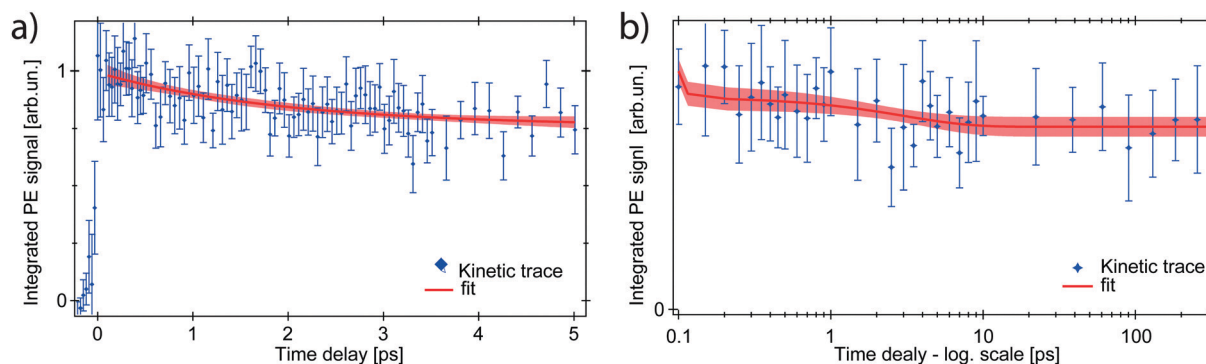 a)
Integrated PE signal [arb.un.]
1
0
Kinetic trace
fit
0
1
2
3
4
5
Time delay [ps]
b)
Integrated PE signl [arb.un.]
0
Kinetic trace
fit
0.1
1
10
100
Time dealy - log. scale [ps]